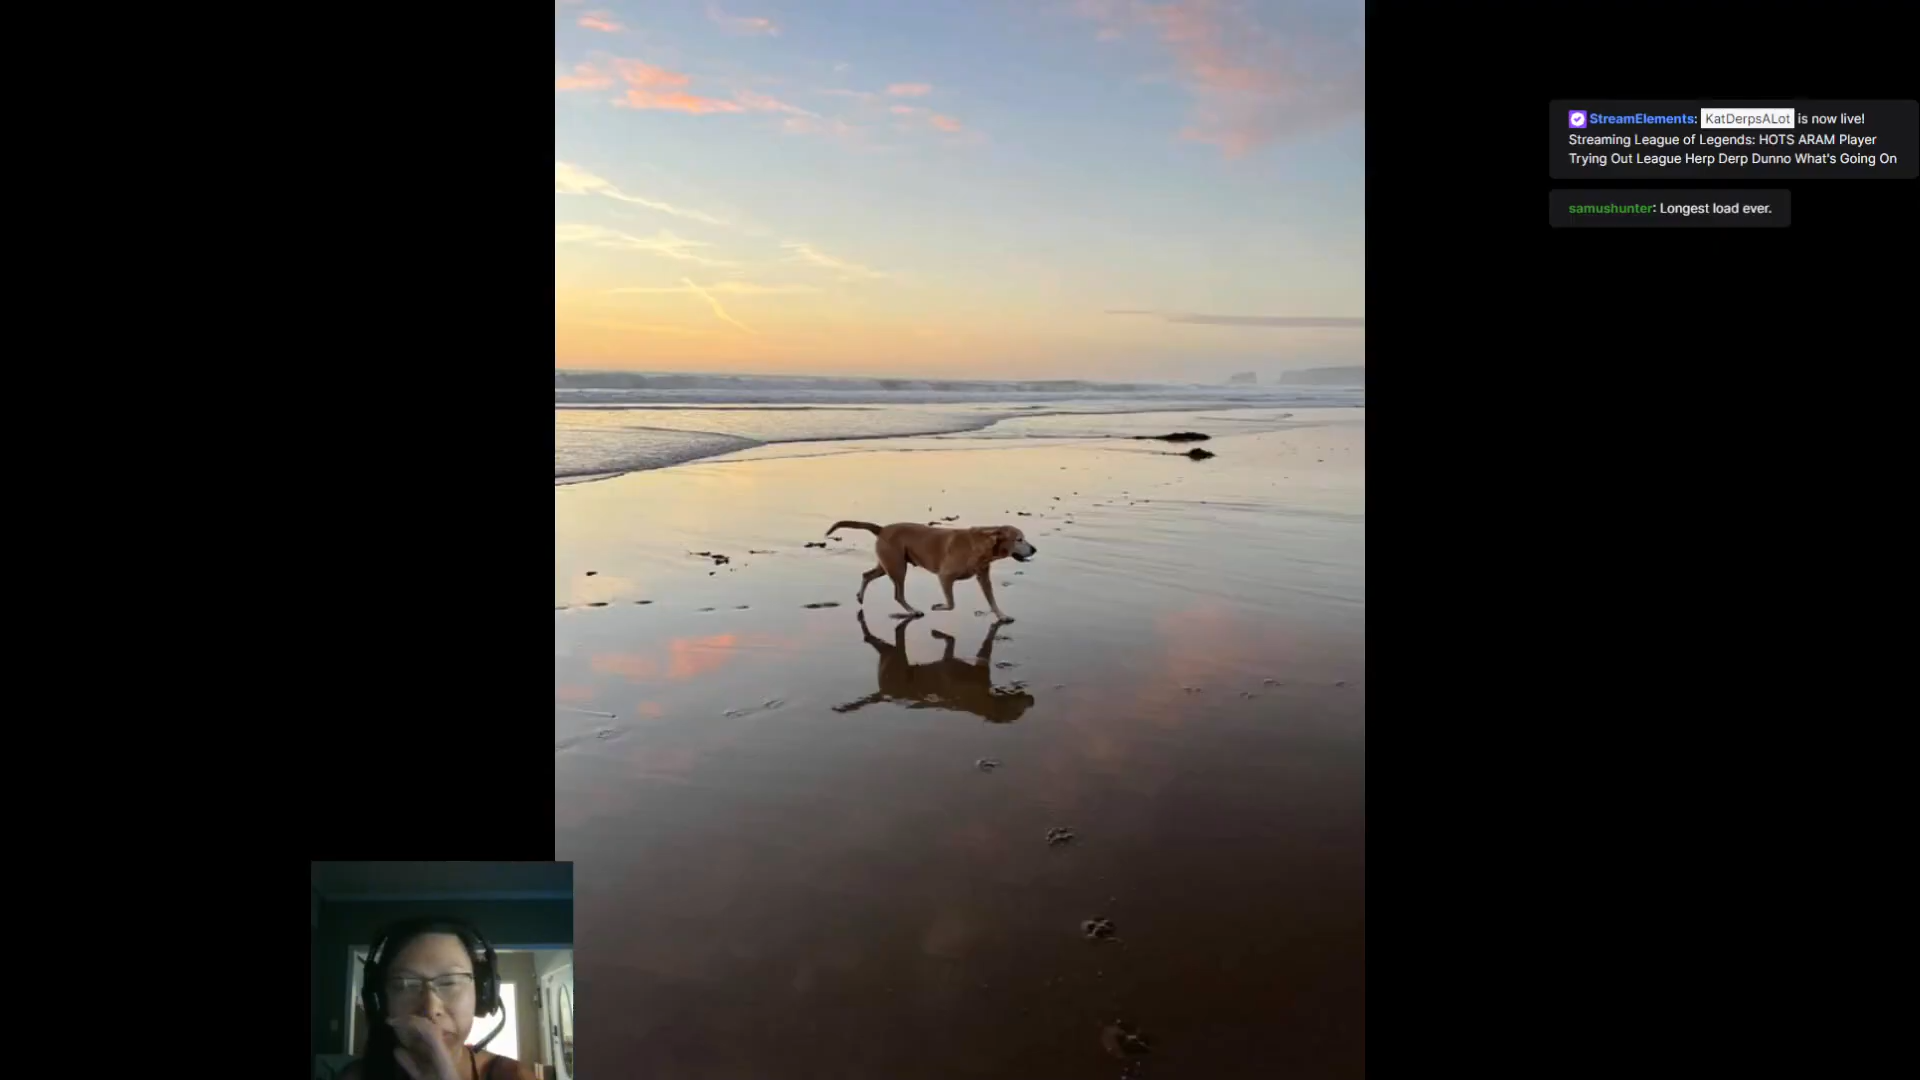 StreamElements: KatDerpsALot is now live!
Streaming League of Legends: HOTS ARAM Player
Trying Out League Herp Derp Dunno What's Going On
samushunter: Longest load ever.